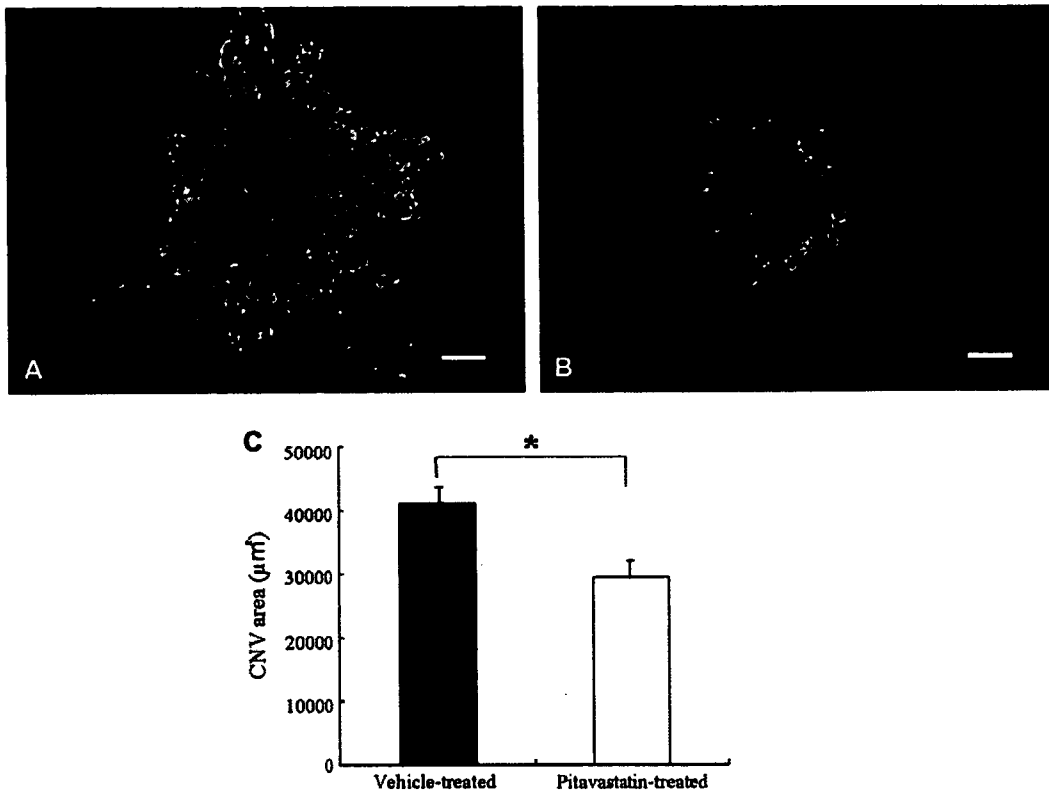 A
B
C
*
50000
40000
30000
20000
10000
0
CNV area (μm²)
Vehicle-treated
Pitavastatin-treated